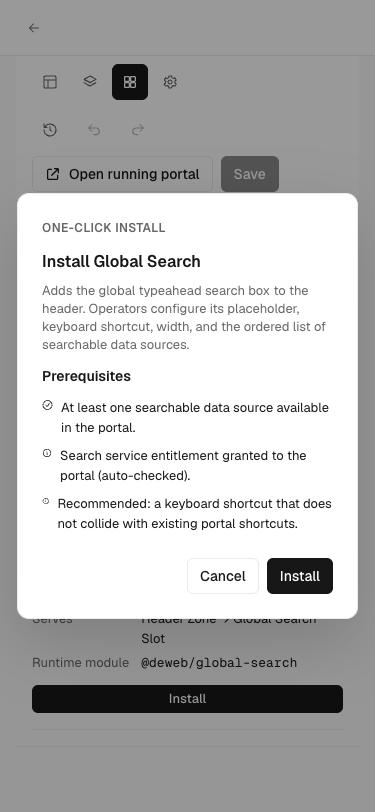 Open running portal
Save
ONE-CLICK INSTALL
Install Global Search
Adds the global typeahead search box to the
header. Operators configure its placeholder,
keyboard shortcut, width, and the ordered list of
searchable data sources.
Prerequisites
At least one searchable data source available
in the portal.
Search service entitlement granted to the
portal (auto-checked).
Recommended: a keyboard shortcut that does
not collide with existing portal shortcuts.
Cancel
Install
Serves
Header Zone → Global Search
Slot
Runtime module
@deweb/global-search
Install